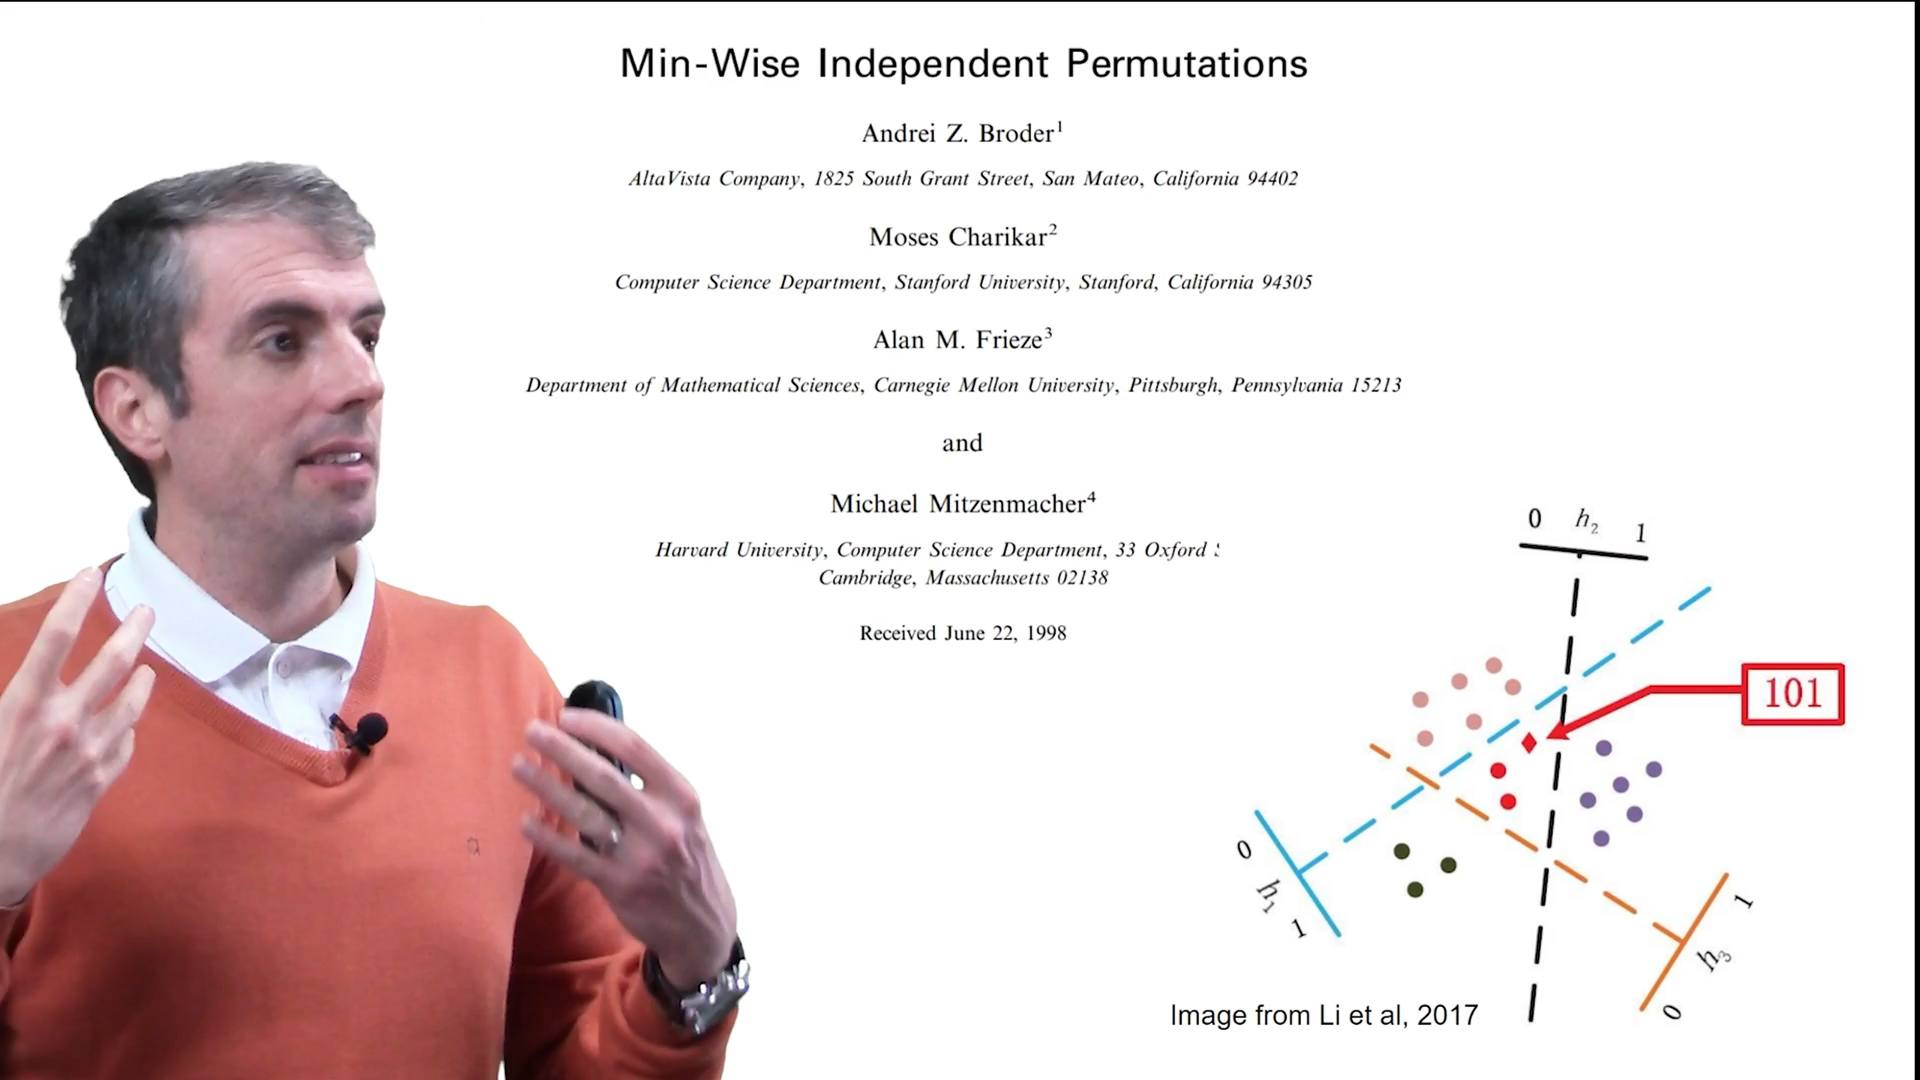 Min-Wise Independent Permutations
Andrei Z. Broder¹
AltaVista Company, 1825 South Grant Street, San Mateo, California 94402
Moses Charikar²
Computer Science Department, Stanford University, Stanford, California 94305
Alan M. Frieze³
Department of Mathematical Sciences, Carnegie Mellon University, Pittsburgh, Pennsylvania 15213
and
Michael Mitzenmacher⁴
Harvard University, Computer Science Department, 33 Oxford
Cambridge, Massachusetts 02138
Received June 22, 1998
0 h₂ 1
101
0 h₁ 1
1 h₃ 0
Image from Li et al, 2017